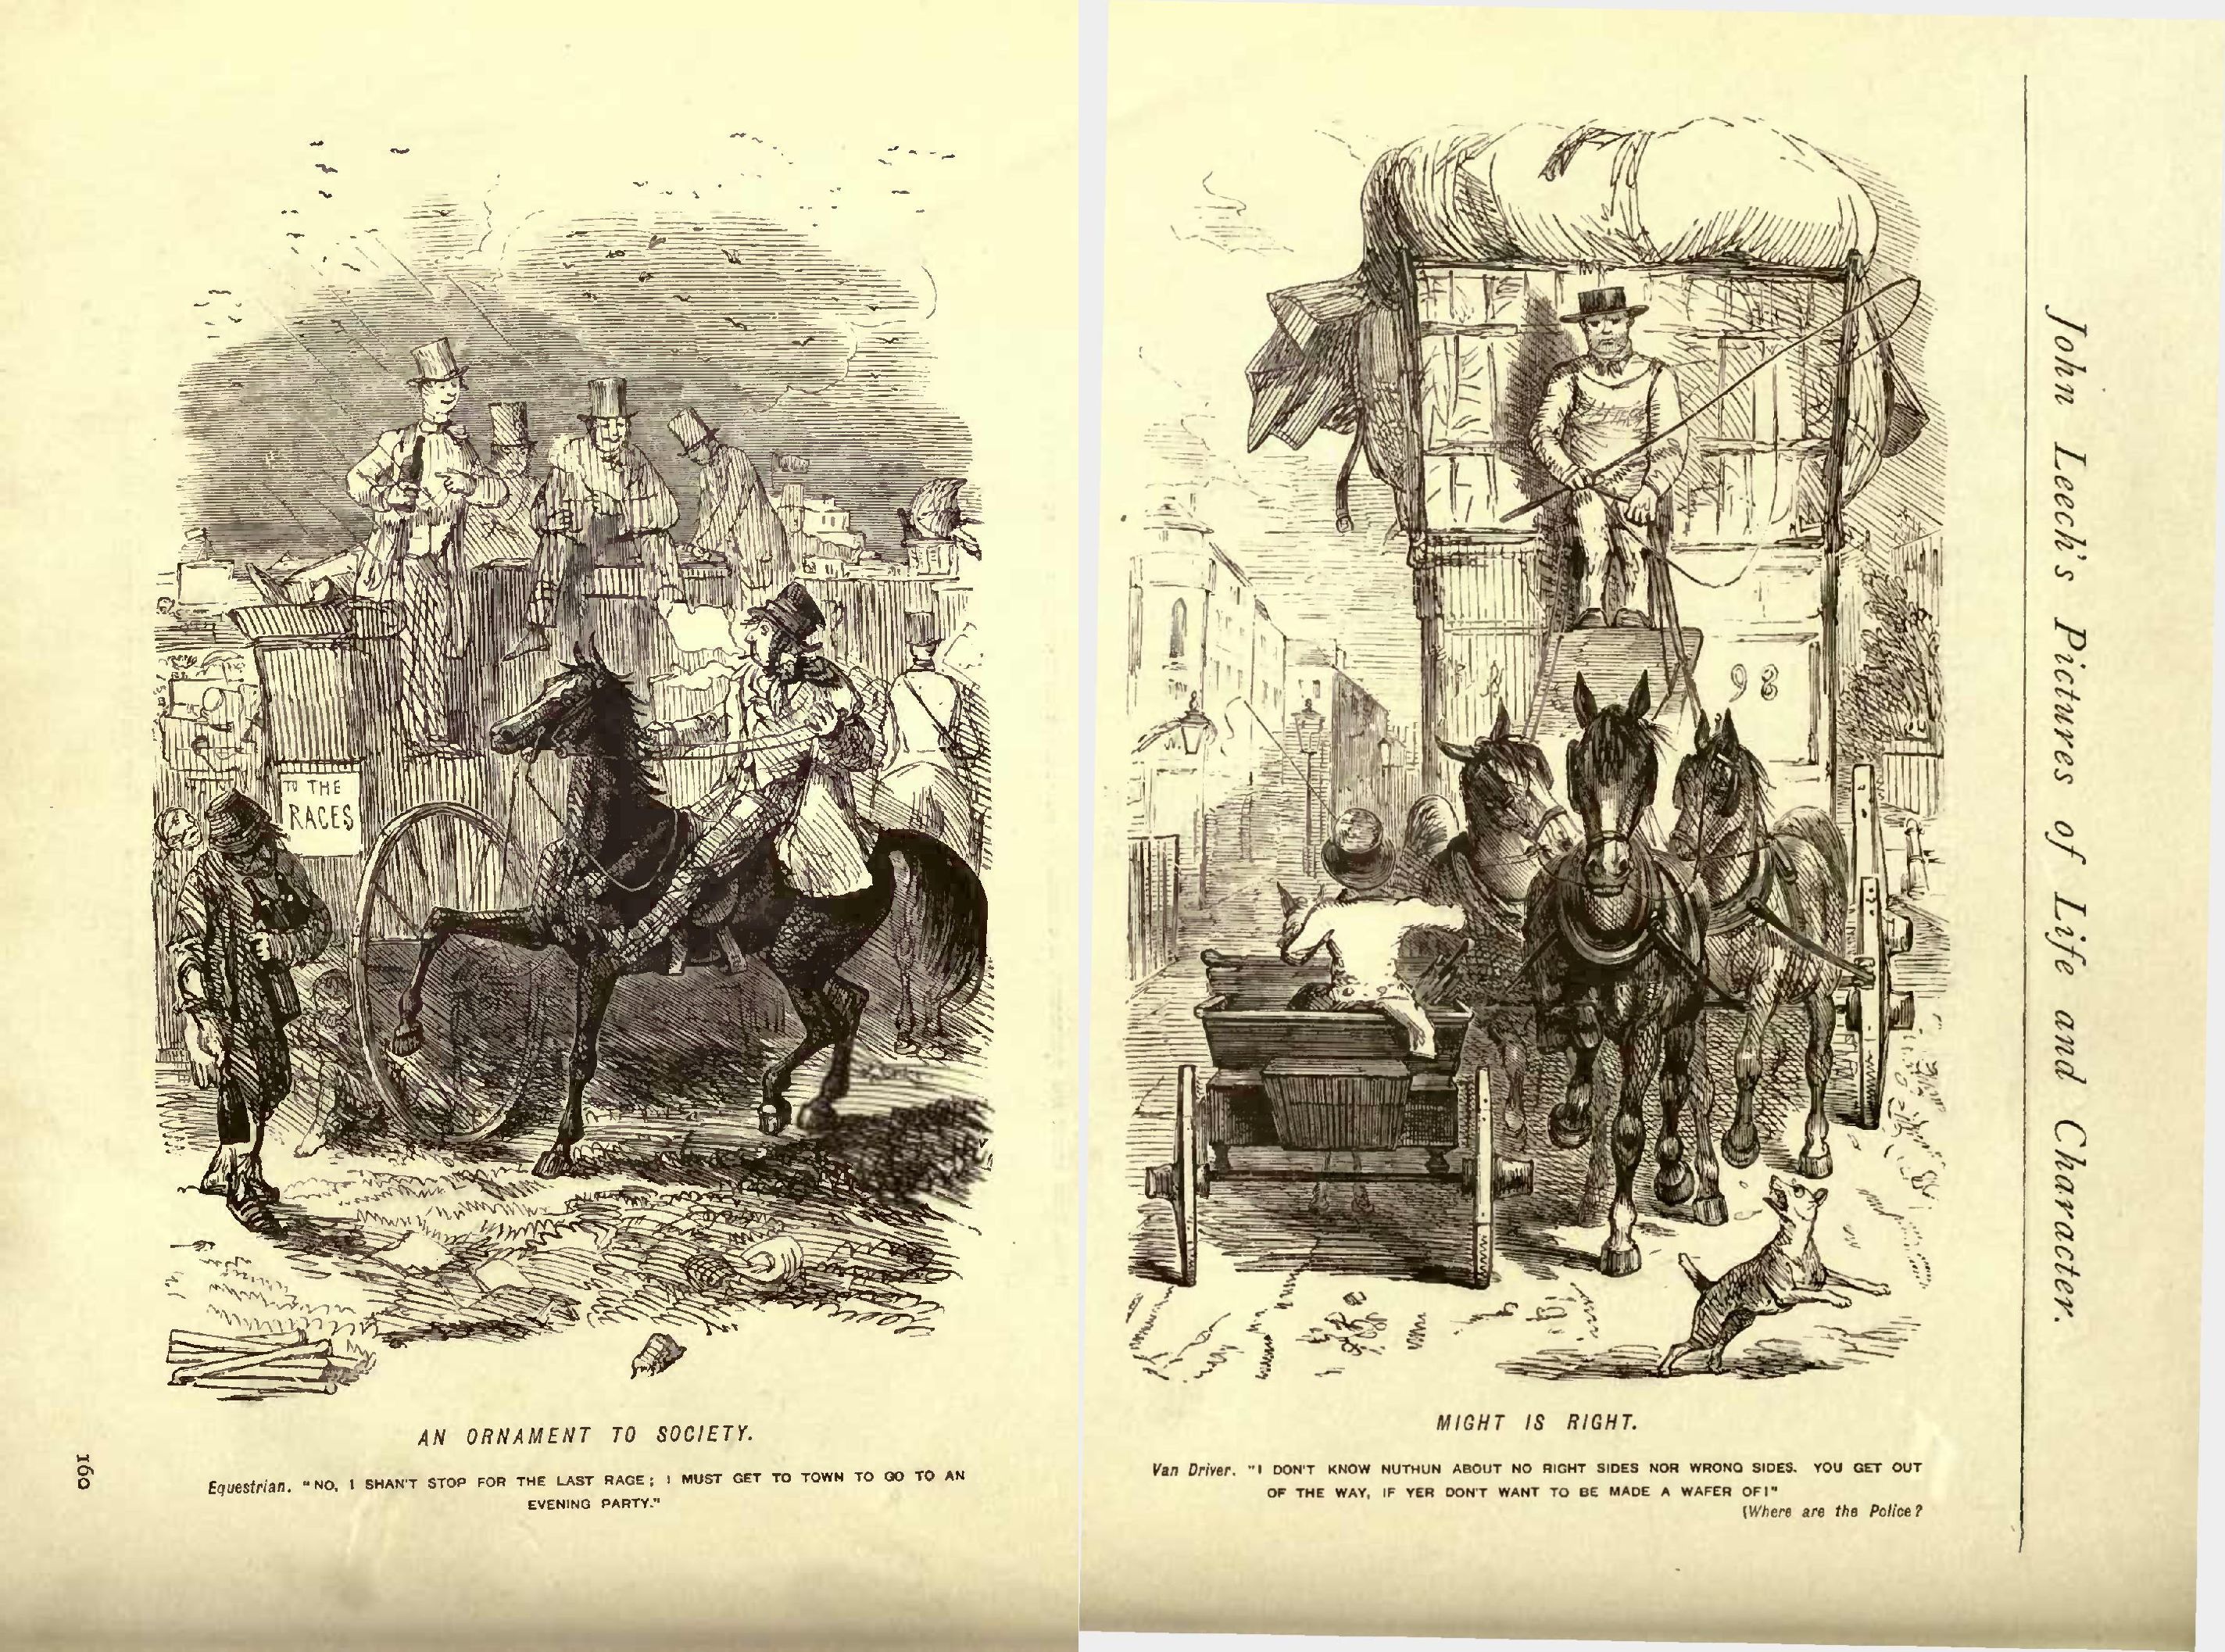 TO THE
RACES
AN ORNAMENT TO SOCIETY.
Equestrian. "NO, I SHAN'T STOP FOR THE LAST RAGE; I MUST GET TO TOWN TO GO TO AN
EVENING PARTY."
160
98
MIGHT IS RIGHT.
Van Driver. "I DON'T KNOW NUTHUN ABOUT NO RIGHT SIDES NOR WRONG SIDES. YOU GET OUT
OF THE WAY, IF YER DON'T WANT TO BE MADE A WAFER OF!"
[Where are the Police?
John Leech's Pictures of Life and Character.